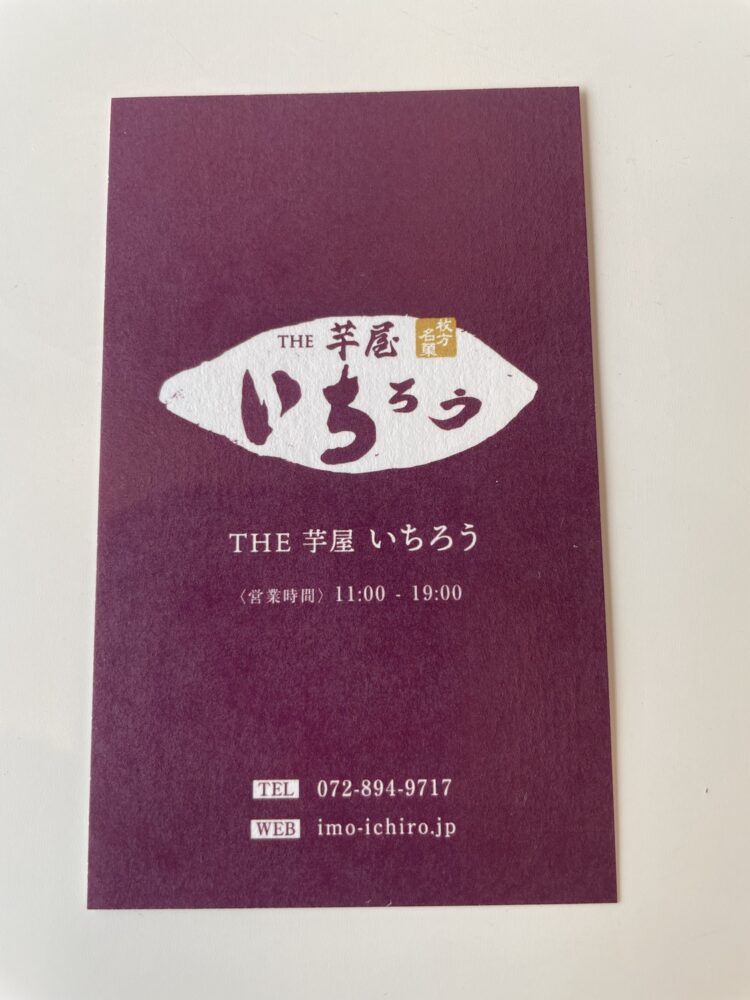 THE 芋屋
枚方
名菓
いちろう
THE 芋屋 いちろう
〈営業時間〉 11:00 - 19:00
TEL 072-894-9717
WEB imo-ichiro.jp